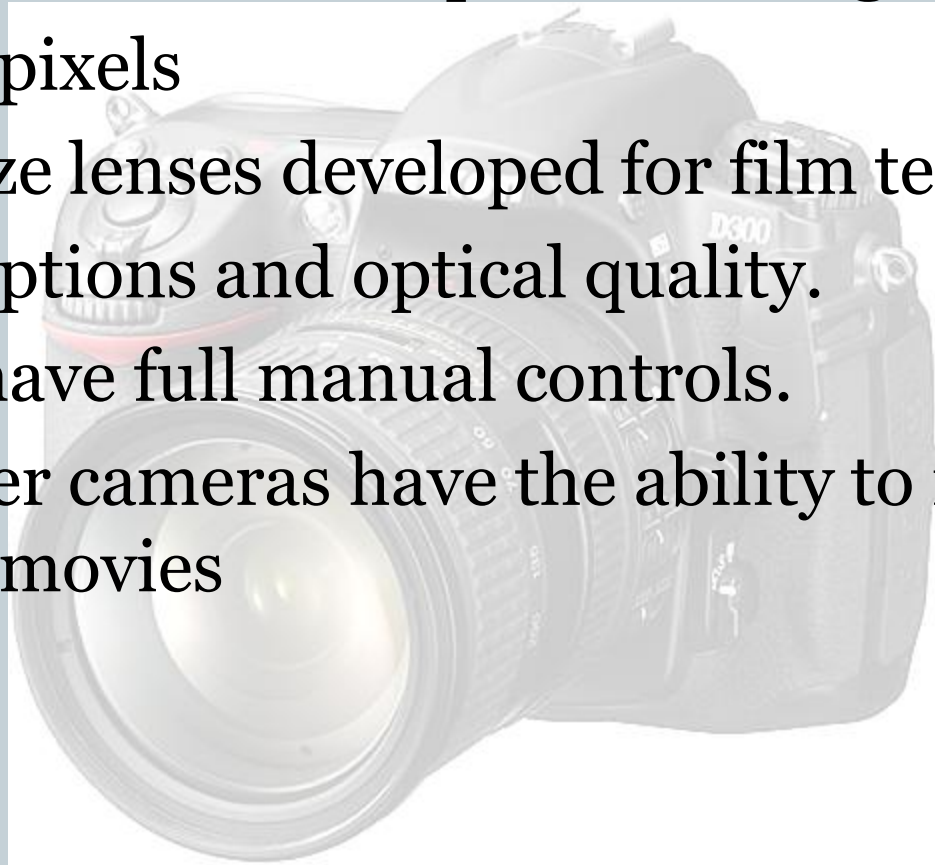 pixels
ze lenses developed for film te
D300
ptions and optical quality.
have full manual controls.
er cameras have the ability to
movies